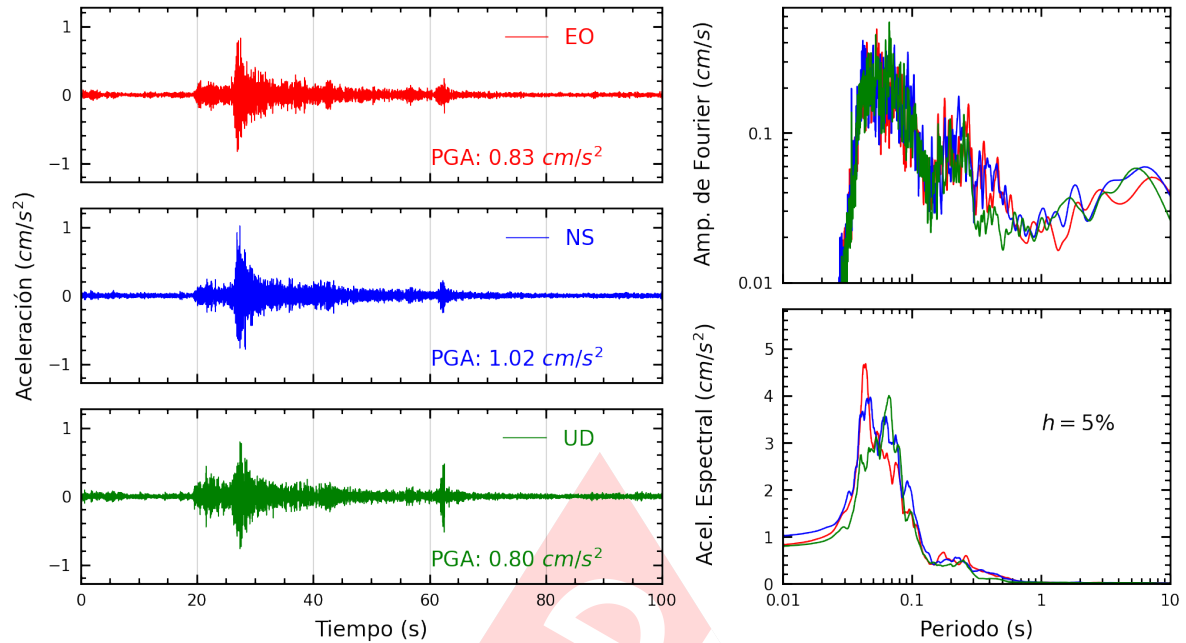 Aceleración (cm/s²)
1
0
−1
EO
PGA: 0.83 cm/s²
1
0
−1
NS
PGA: 1.02 cm/s²
1
0
−1
UD
PGA: 0.80 cm/s²
0 20 40 60 80 100
Tiempo (s)
Amp. de Fourier (cm/s)
0.1
0.01
Acel. Espectral (cm/s²)
5
4
3
2
1
0
h = 5%
0.01 0.1 1 10
Periodo (s)